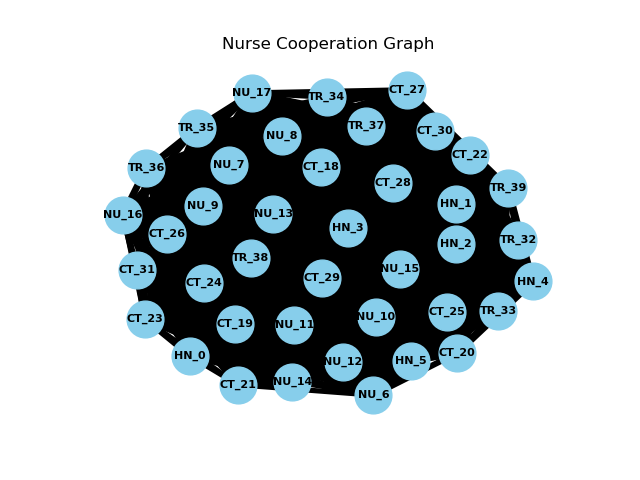 Nurse Cooperation Graph
NU_17
TR_34
CT_27
TR_35
NU_8
TR_37
CT_30
CT_22
TR_36
NU_7
CT_18
CT_28
TR_39
NU_16
NU_9
NU_13
HN_3
HN_1
CT_26
HN_2
TR_32
CT_31
TR_38
NU_15
HN_4
CT_24
CT_29
CT_23
CT_19
NU_11
NU_10
CT_25
TR_33
HN_0
NU_12
HN_5
CT_20
CT_21
NU_14
NU_6